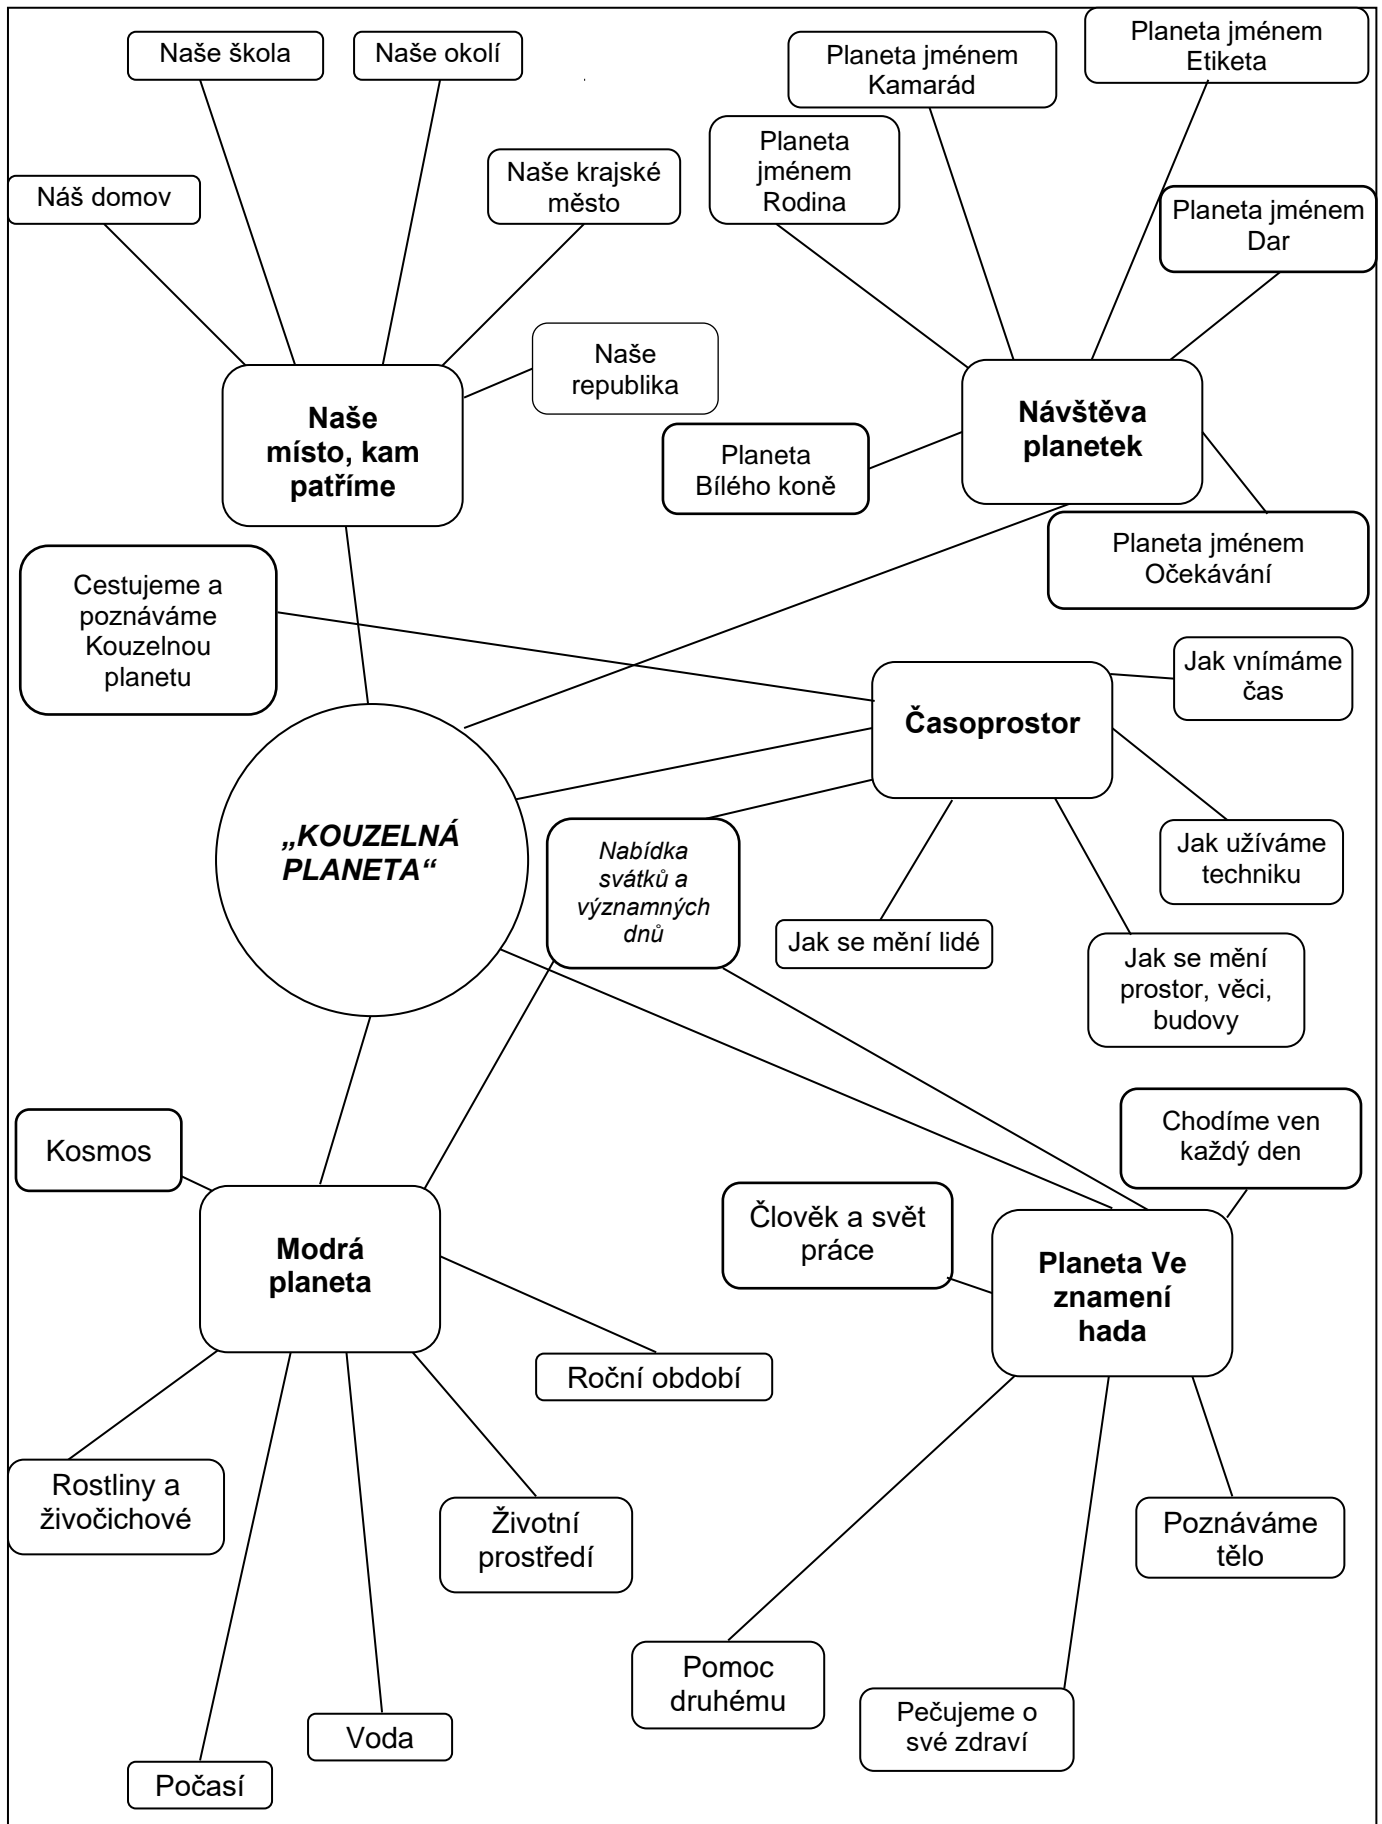 Naše škola
Naše okolí
Planeta jménem
Kamarád
Planeta jménem
Etiketa
Náš domov
Naše krajské
město
Planeta
jménem
Rodina
Planeta jménem
Dar
Naše
republika
Naše
místo, kam
patříme
Návštěva
planetek
Planeta
Bílého koně
Planeta jménem
Očekávání
Cestujeme a
poznáváme
Kouzelnou
planetu
Jak vnímáme
čas
Časoprostor
„KOUZELNÁ
PLANETA“
Nabídka
svátků a
významných
dnů
Jak užíváme
techniku
Jak se mění lidé
Jak se mění
prostor, věci,
budovy
Kosmos
Chodíme ven
každý den
Člověk a svět
práce
Modrá
planeta
Planeta Ve
znamení
hada
Roční období
Rostliny a
živočichové
Životní
prostředí
Poznáváme
tělo
Pomoc
druhému
Pečujeme o
své zdraví
Voda
Počasí